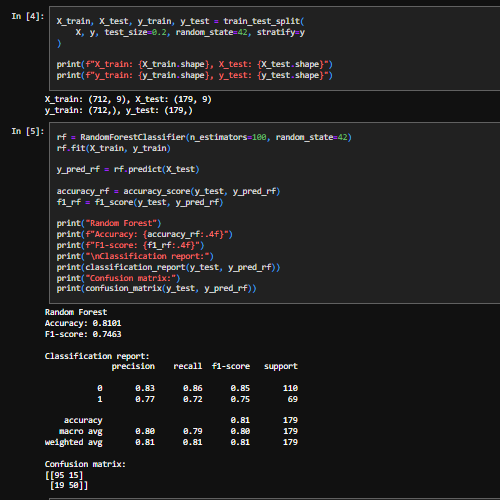 In [4]:
X_train, X_test, y_train, y_test = train_test_split(
    X, y, test_size=0.2, random_state=42, stratify=y
)
print(f"X_train: {X_train.shape}, X_test: {X_test.shape}")
print(f"y_train: {y_train.shape}, y_test: {y_test.shape}")
X_train: (712, 9), X_test: (179, 9)
y_train: (712,), y_test: (179,)
In [5]:
rf = RandomForestClassifier(n_estimators=100, random_state=42)
rf.fit(X_train, y_train)
y_pred_rf = rf.predict(X_test)
accuracy_rf = accuracy_score(y_test, y_pred_rf)
f1_rf = f1_score(y_test, y_pred_rf)
print("Random Forest")
print(f"Accuracy: {accuracy_rf:.4f}")
print(f"F1-score: {f1_rf:.4f}")
print("\nClassification report:")
print(classification_report(y_test, y_pred_rf))
print("Confusion matrix:")
print(confusion_matrix(y_test, y_pred_rf))
Random Forest
Accuracy: 0.8101
F1-score: 0.7463
Classification report:
              precision    recall  f1-score   support
           0       0.83      0.86      0.85       110
           1       0.77      0.72      0.75        69
    accuracy                           0.81       179
   macro avg       0.80      0.79      0.80       179
weighted avg       0.81      0.81      0.81       179
Confusion matrix:
[[95 15]
 [19 50]]